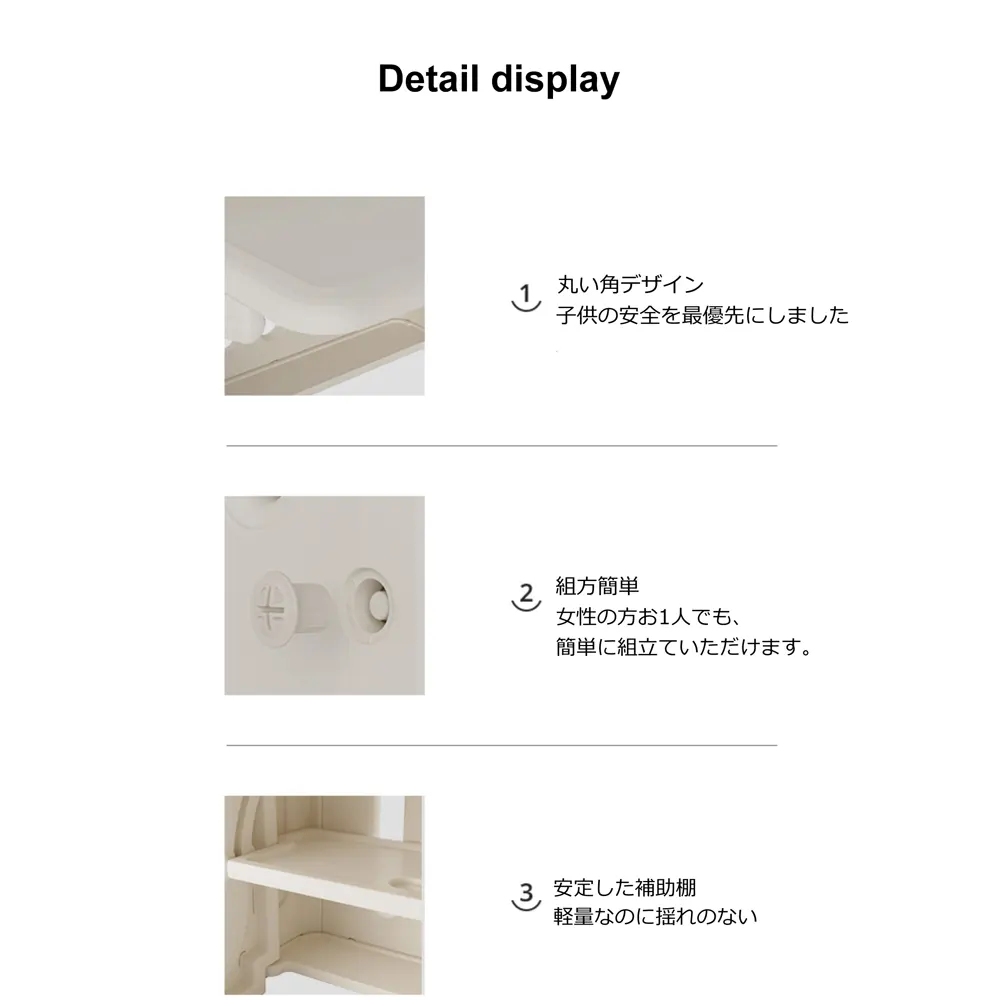 Detail display
1
丸い角デザイン
子供の安全を最優先にしました
2
組方簡単
女性の方お1人でも、
簡単に組立ていただけます。
3
安定した補助棚
軽量なのに揺れのない